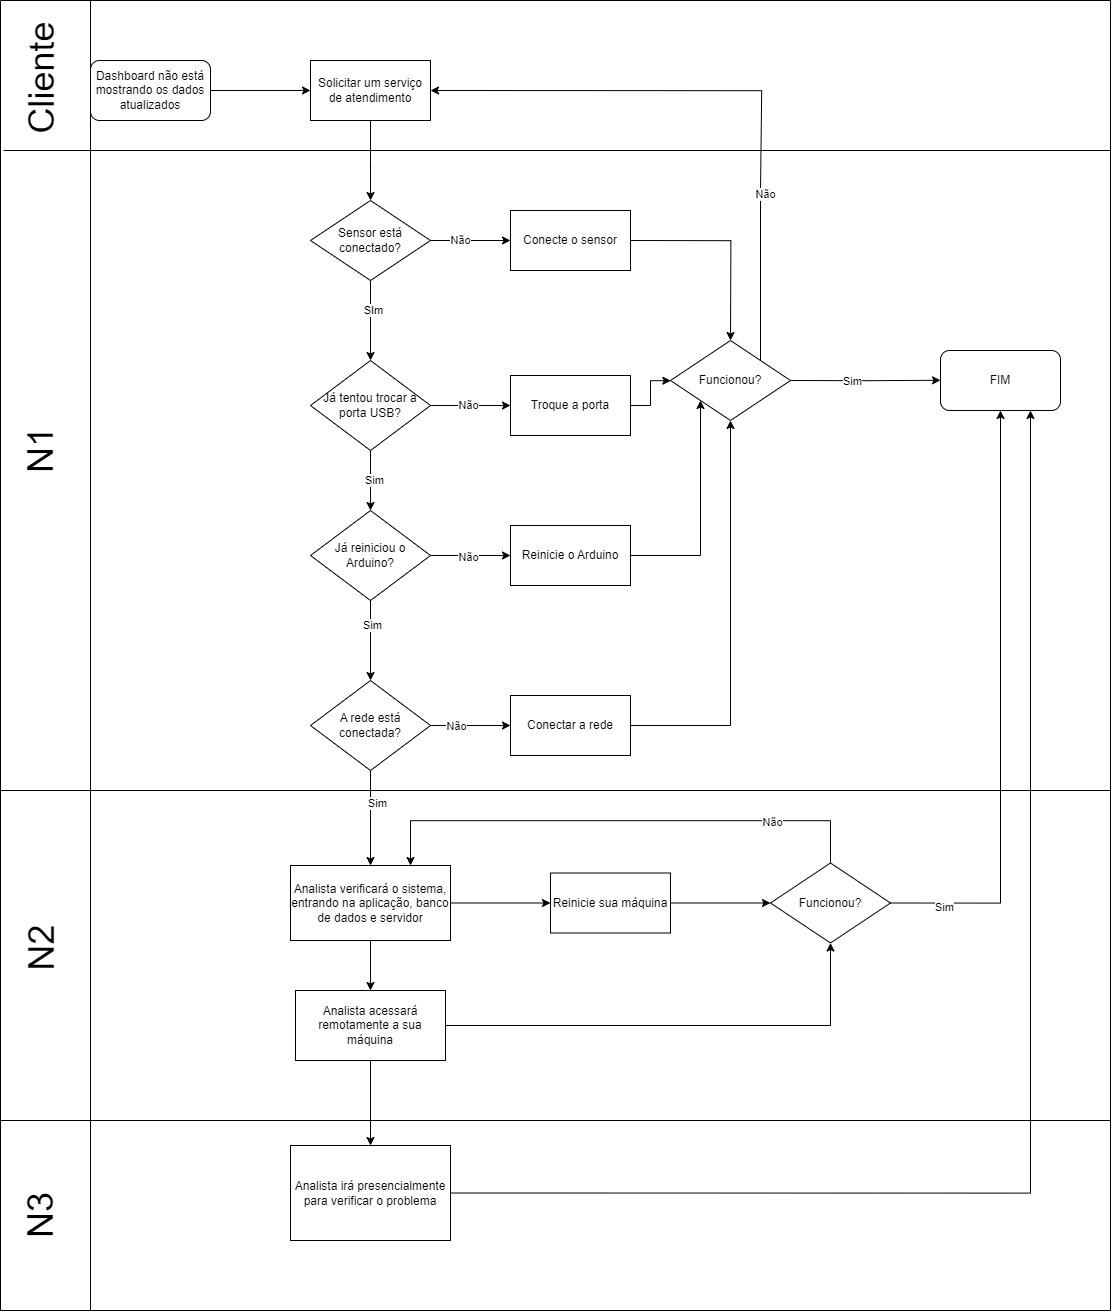 Cliente
Dashboard não está
mostrando os dados
atualizados
Solicitar um serviço
de atendimento
Não
N1
Sensor está
conectado?
Não
Conecte o sensor
SIm
Já tentou trocar a
porta USB?
Não
Troque a porta
Funcionou?
Sim
FIM
Sim
Já reiniciou o
Arduino?
Não
Reinicie o Arduino
Sim
A rede está
conectada?
Não
Conectar a rede
Sim
N2
Não
Analista verificará o sistema,
entrando na aplicação, banco
de dados e servidor
Reinicie sua máquina
Funcionou?
Sim
Analista acessará
remotamente a sua
máquina
N3
Analista irá presencialmente
para verificar o problema